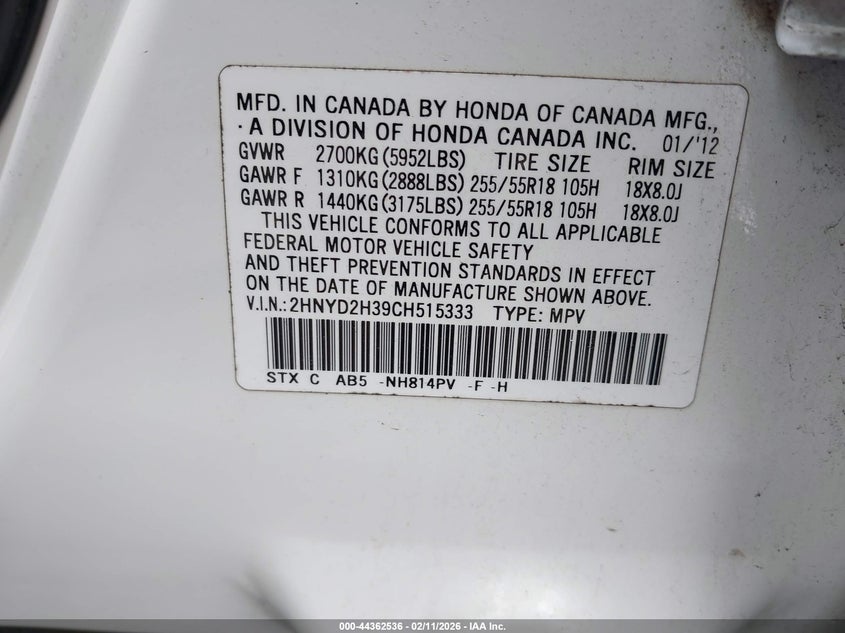 MFD. IN CANADA BY HONDA OF CANADA MFG.,
·A DIVISION OF HONDA CANADA INC. 01/'12
GVWR 2700KG(5952LBS) TIRE SIZE RIM SIZE
GAWR F 1310KG(2888LBS) 255/55R18 105H 18X8.0J
GAWR R 1440KG(3175LBS) 255/55R18 105H 18X8.0J
THIS VEHICLE CONFORMS TO ALL APPLICABLE
FEDERAL MOTOR VEHICLE SAFETY
AND THEFT PREVENTION STANDARDS IN EFFECT
ON THE DATE OF MANUFACTURE SHOWN ABOVE.
V.I.N.:2HNYD2H39CH515333 TYPE: MPV
STX C AB5 -NH814PV -F -H
000-44362536 - 02/11/2026 - IAA Inc.